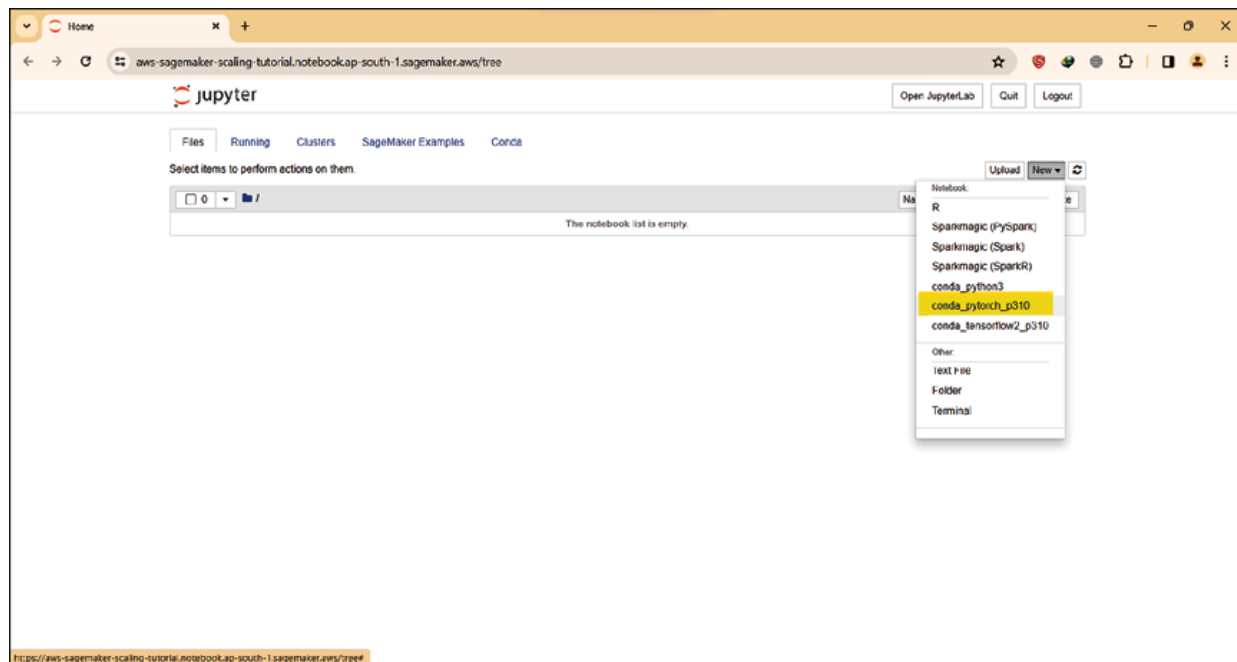 Home
aws-sagemaker-scaling-tutorial.notebook.ap-south-1.sagemaker.aws/tree
jupyter
Open JupyterLab Quit Logout
Files Running Clusters SageMaker Examples Conda
Select items to perform actions on them.
Upload New
0 /
Na
e
The notebook list is empty.
Notebook:
R
Sparkmagic (PySpark)
Sparkmagic (Spark)
Sparkmagic (SparkR)
conda_python3
conda_pytorch_p310
conda_tensorflow2_p310
Other:
Text File
Folder
Terminal
https://aws-sagemaker-scaling-tutorial.notebook.ap-south-1.sagemaker.aws/tree#